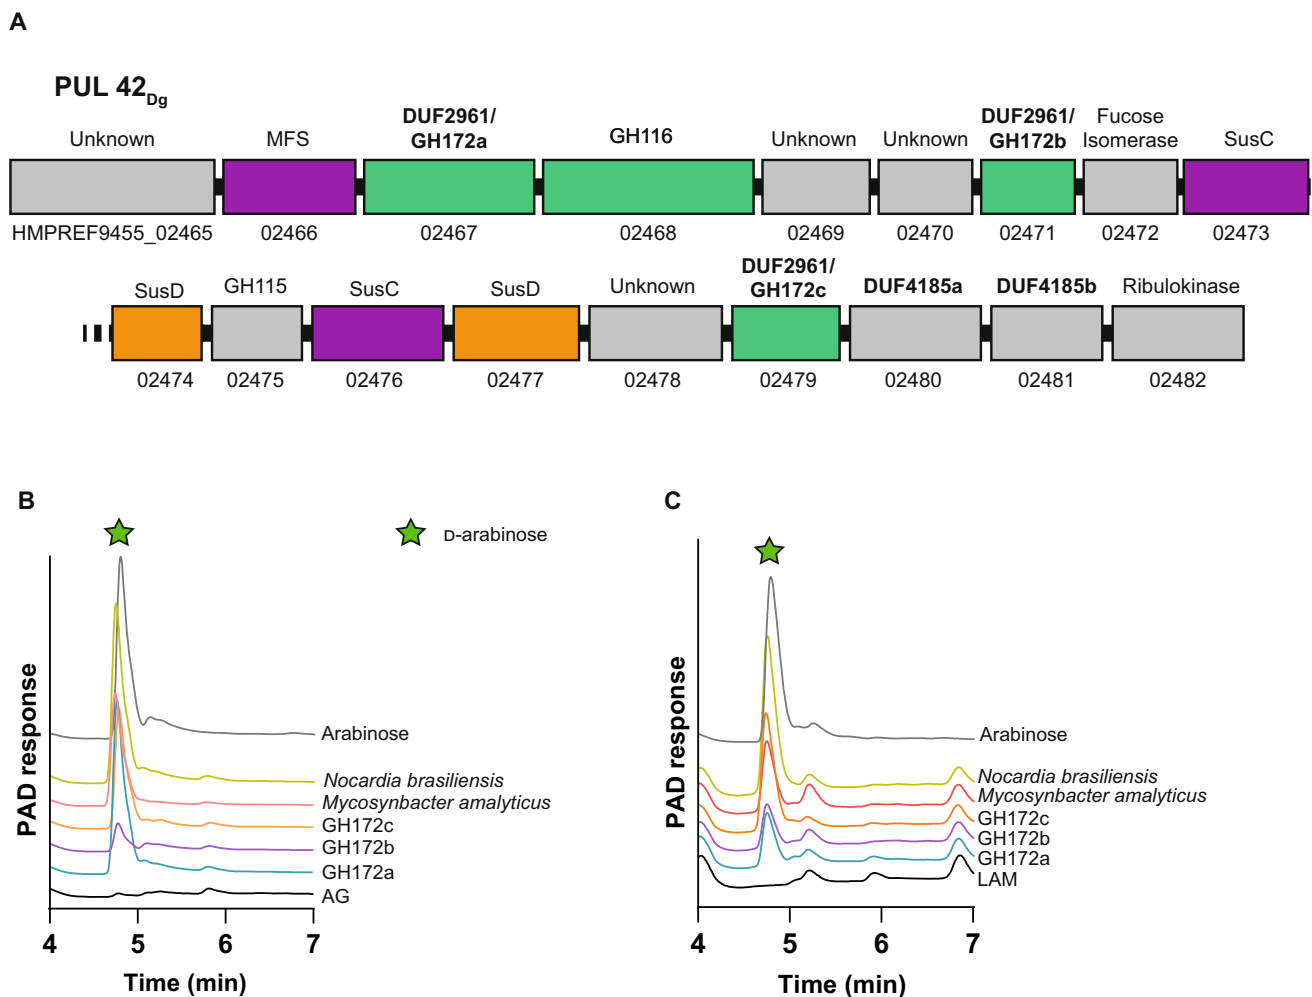 A
PUL 42Dg
Unknown
MFS
DUF2961/
GH172a
GH116
Unknown
Unknown
DUF2961/
GH172b
Fucose
Isomerase
SusC
HMPREF9455_02465
02466
02467
02468
02469
02470
02471
02472
02473
SusD
GH115
SusC
SusD
Unknown
DUF2961/
GH172c
DUF4185a
DUF4185b
Ribulokinase
02474
02475
02476
02477
02478
02479
02480
02481
02482
B
D-arabinose
PAD response
Arabinose
Nocardia brasiliensis
Mycosynbacter amalyticus
GH172c
GH172b
GH172a
AG
4
5
6
7
Time (min)
C
PAD response
Arabinose
Nocardia brasiliensis
Mycosynbacter amalyticus
GH172c
GH172b
GH172a
LAM
4
5
6
7
Time (min)